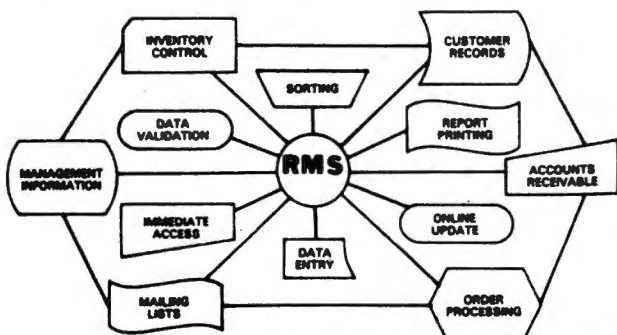 INVENTORY
CONTROL
CUSTOMER
RECORDS
SORTING
DATA
VALIDATION
REPORT
PRINTING
RMS
MANAGEMENT
INFORMATION
ACCOUNTS
RECEIVABLE
IMMEDIATE
ACCESS
ONLINE
UPDATE
DATA
ENTRY
MAILING
LISTS
ORDER
PROCESSING